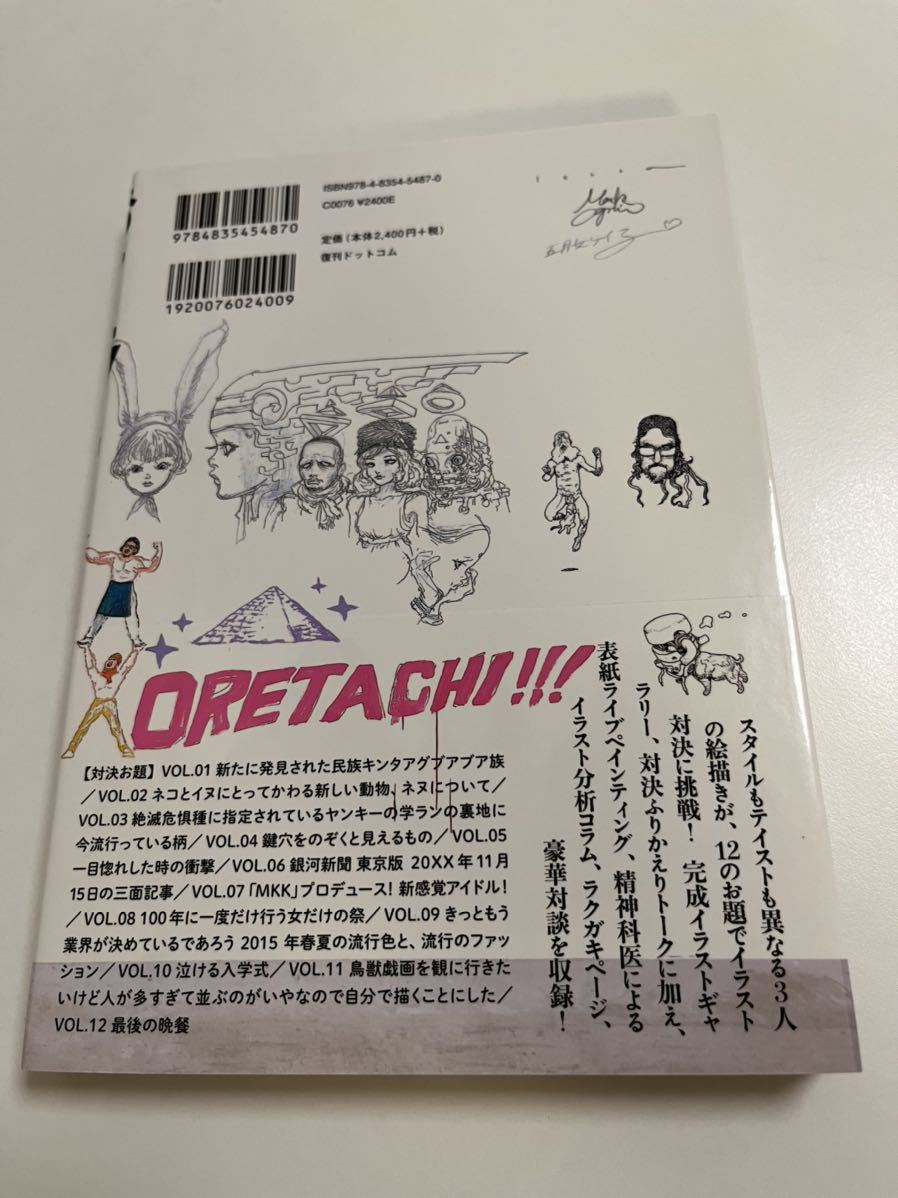 ISBN978-4-8354-5487-0
C0076 ¥2400E
9784835454870
定価(本体2,400円+税)
復刊ドットコム
1920076024009
ORETACHI!!!
【対決お題】VOL.01 新たに発見された民族キンタアグブアブア族
／VOL.02 ネコとイヌにとってかわる新しい動物、ネヌについて／
VOL.03 絶滅危惧種に指定されているヤンキーの学ランの裏地に
今流行っている柄／VOL.04 鍵穴をのぞくと見えるもの／VOL.05
一目惚れした時の衝撃／VOL.06 銀河新聞 東京版 20XX年11月
15日の三面記事／VOL.07「MKK」プロデュース! 新感覚アイドル!
／VOL.08 100年に一度だけ行う女だけの祭／VOL.09 きっともう
業界が決めているであろう 2015 年春夏の流行色と、流行のファッ
ション／VOL.10 泣ける入学式／VOL.11 鳥獣戯画を観に行きた
いけど人が多すぎて並ぶのがいやなので自分で描くことにした／
VOL.12 最後の晩餐
スタイルもテイストも異なる3人
の絵描きが、12のお題でイラスト
対決に挑戦! 完成イラストギャ
ラリー、対決ふりかえりトークに加え、
表紙ライブペインティング、精神科医による
イラスト分析コラム、ラクガキページ、
豪華対談を収録!